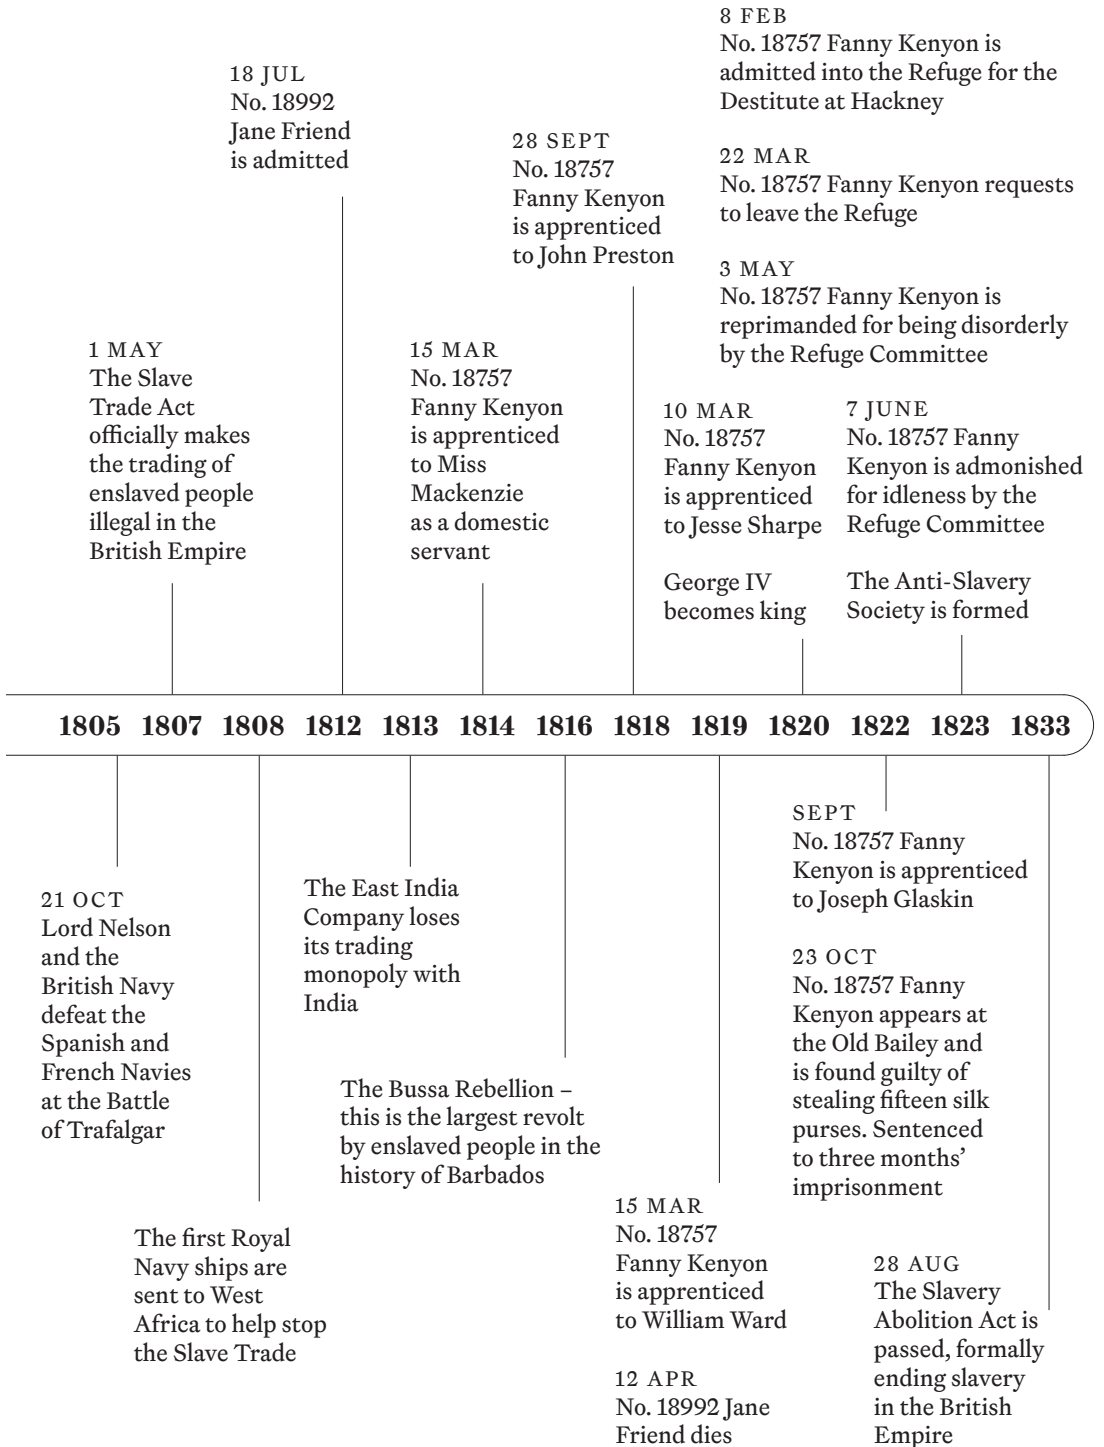 18 JUL
No. 18992
Jane Friend
is admitted
28 SEPT
No. 18757
Fanny Kenyon
is apprenticed
to John Preston
8 FEB
No. 18757 Fanny Kenyon is
admitted into the Refuge for the
Destitute at Hackney
22 MAR
No. 18757 Fanny Kenyon requests
to leave the Refuge
3 MAY
No. 18757 Fanny Kenyon is
reprimanded for being disorderly
by the Refuge Committee
1 MAY
The Slave
Trade Act
officially makes
the trading of
enslaved people
illegal in the
British Empire
15 MAR
No. 18757
Fanny Kenyon
is apprenticed
to Miss
Mackenzie
as a domestic
servant
10 MAR
No. 18757
Fanny Kenyon
is apprenticed
to Jesse Sharpe
George IV
becomes king
7 JUNE
No. 18757 Fanny
Kenyon is admonished
for idleness by the
Refuge Committee
The Anti-Slavery
Society is formed
1805 1807 1808 1812 1813 1814 1816 1818 1819 1820 1822 1823 1833
21 OCT
Lord Nelson
and the
British Navy
defeat the
Spanish and
French Navies
at the Battle
of Trafalgar
The first Royal
Navy ships are
sent to West
Africa to help stop
the Slave Trade
The East India
Company loses
its trading
monopoly with
India
The Bussa Rebellion –
this is the largest revolt
by enslaved people in the
history of Barbados
15 MAR
No. 18757
Fanny Kenyon
is apprenticed
to William Ward
12 APR
No. 18992 Jane
Friend dies
SEPT
No. 18757 Fanny
Kenyon is apprenticed
to Joseph Glaskin
23 OCT
No. 18757 Fanny
Kenyon appears at
the Old Bailey and
is found guilty of
stealing fifteen silk
purses. Sentenced
to three months’
imprisonment
28 AUG
The Slavery
Abolition Act is
passed, formally
ending slavery
in the British
Empire